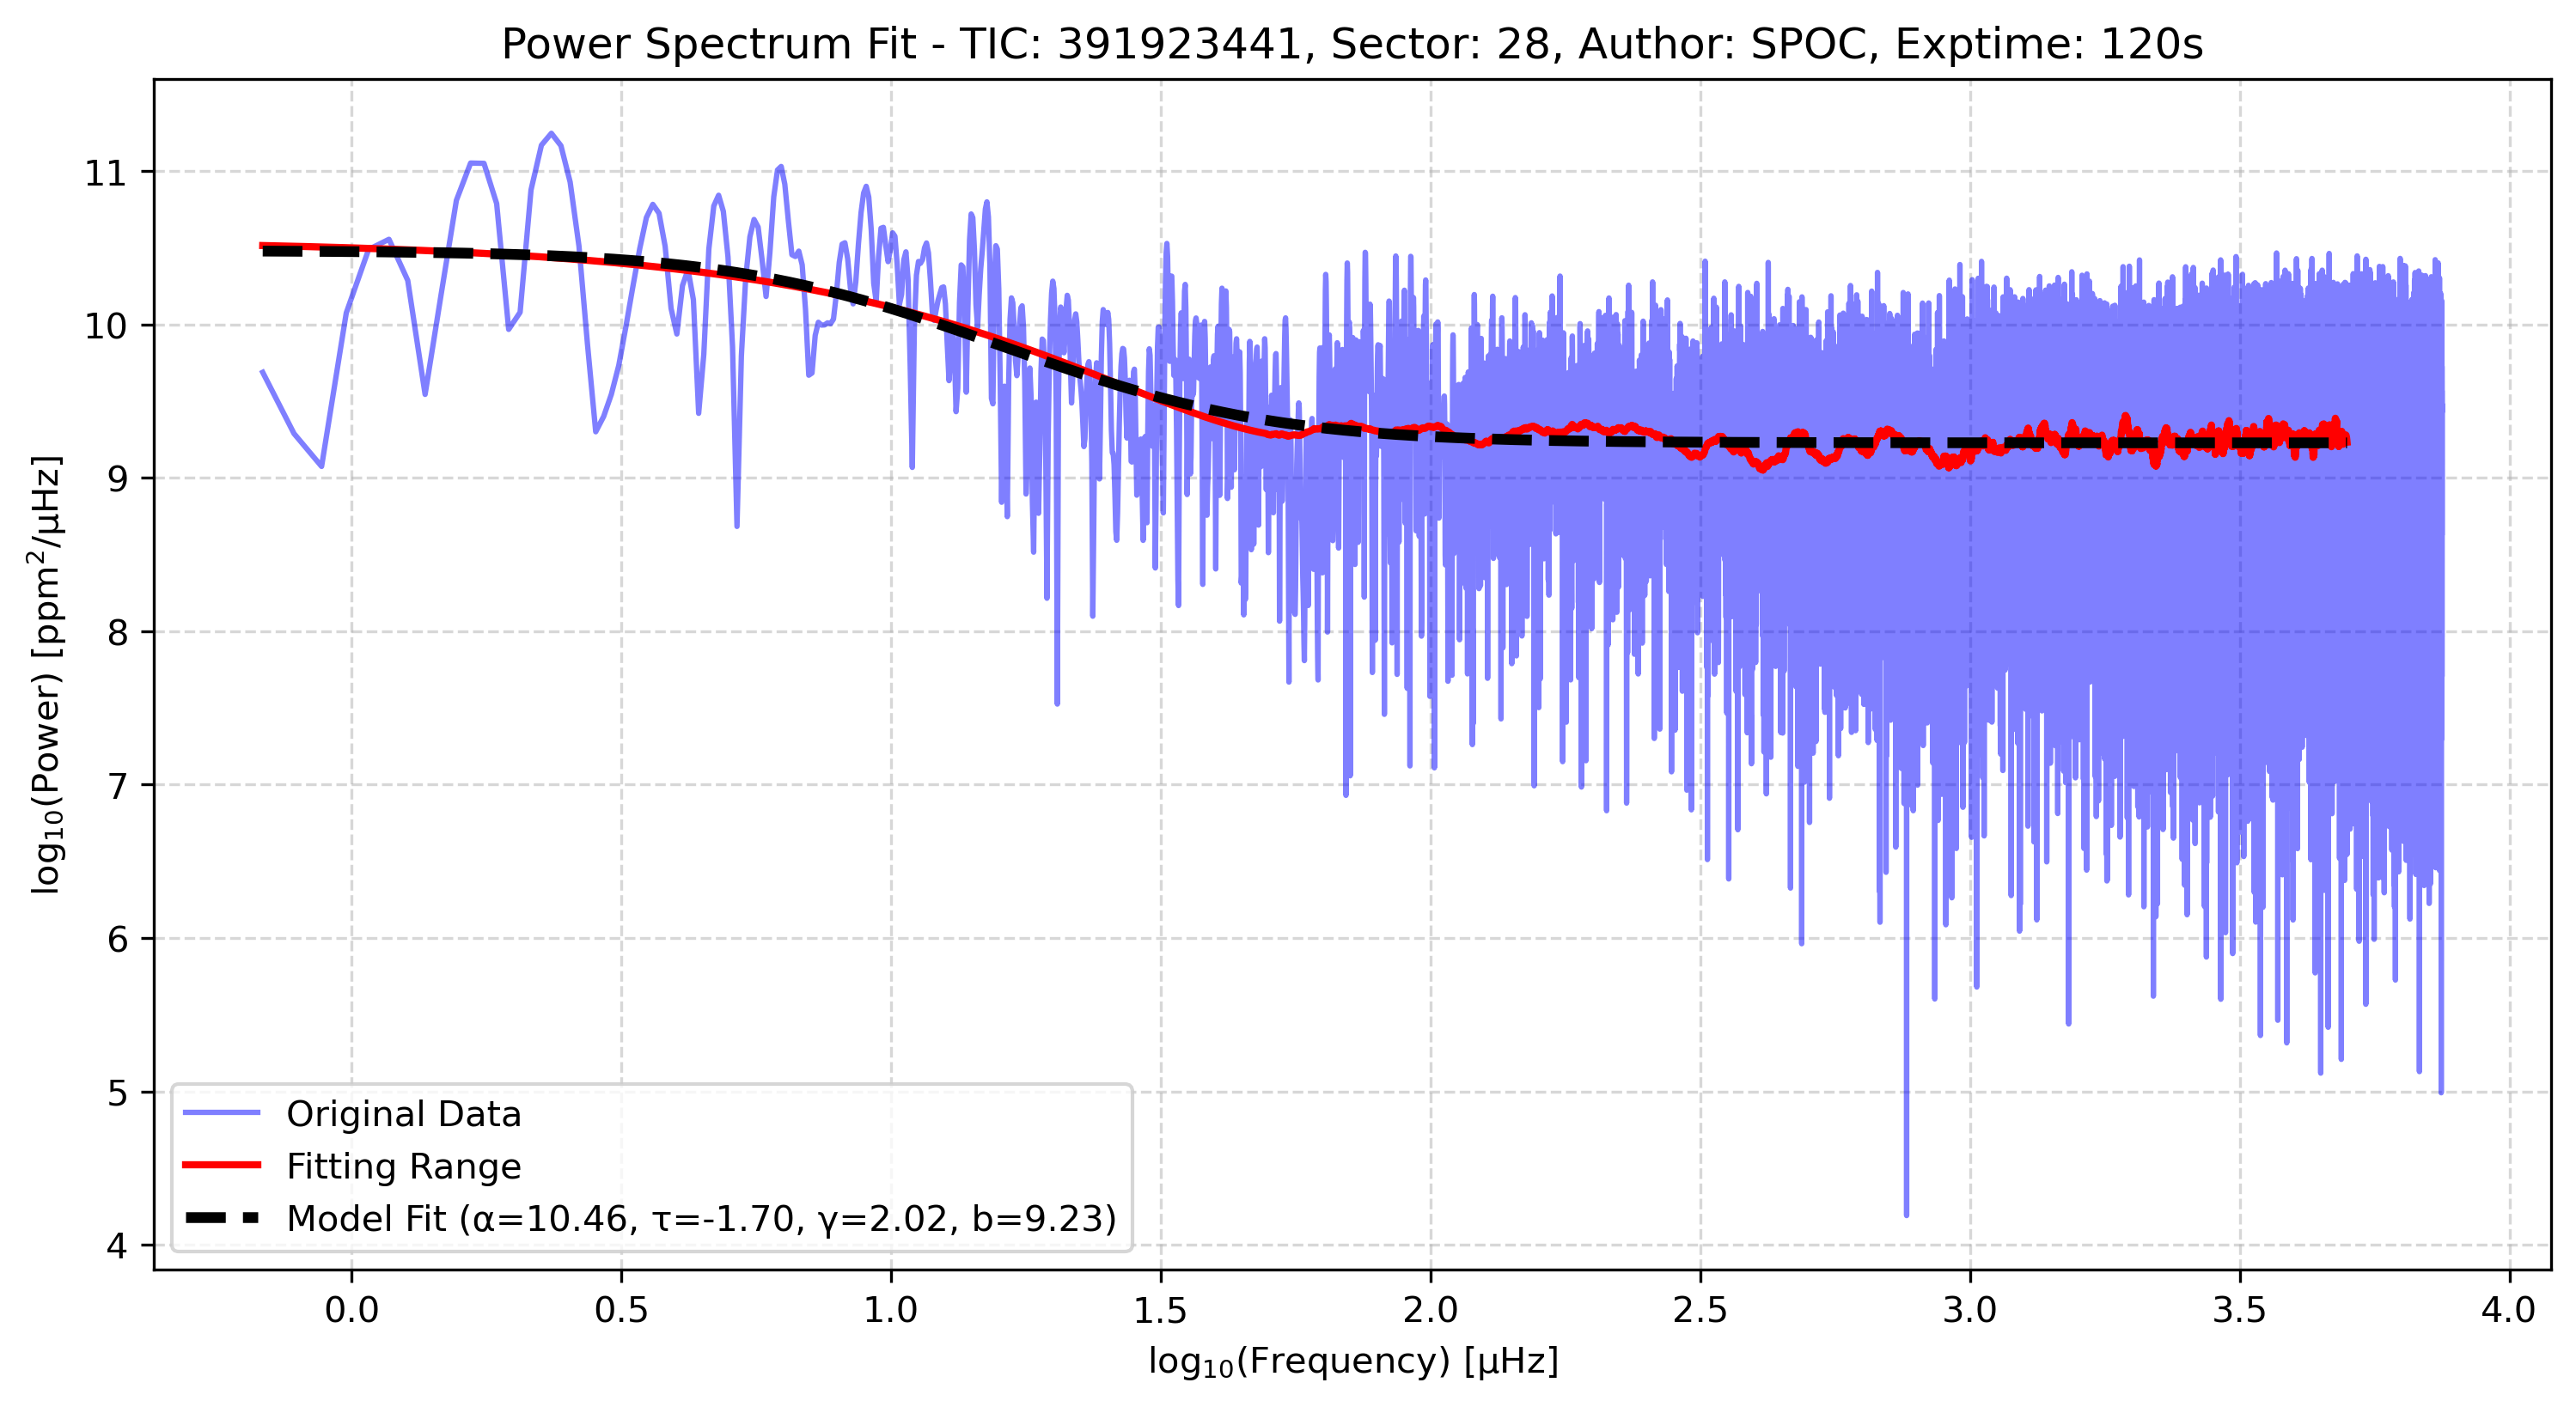 Power Spectrum Fit - TIC: 391923441, Sector: 28, Author: SPOC, Exptime: 120s
log₁₀(Power) [ppm²/μHz]
11
10
9
8
7
6
5
4
Original Data
Fitting Range
Model Fit (α=10.46, τ=-1.70, γ=2.02, b=9.23)
0.0 0.5 1.0 1.5 2.0 2.5 3.0 3.5 4.0
log₁₀(Frequency) [μHz]